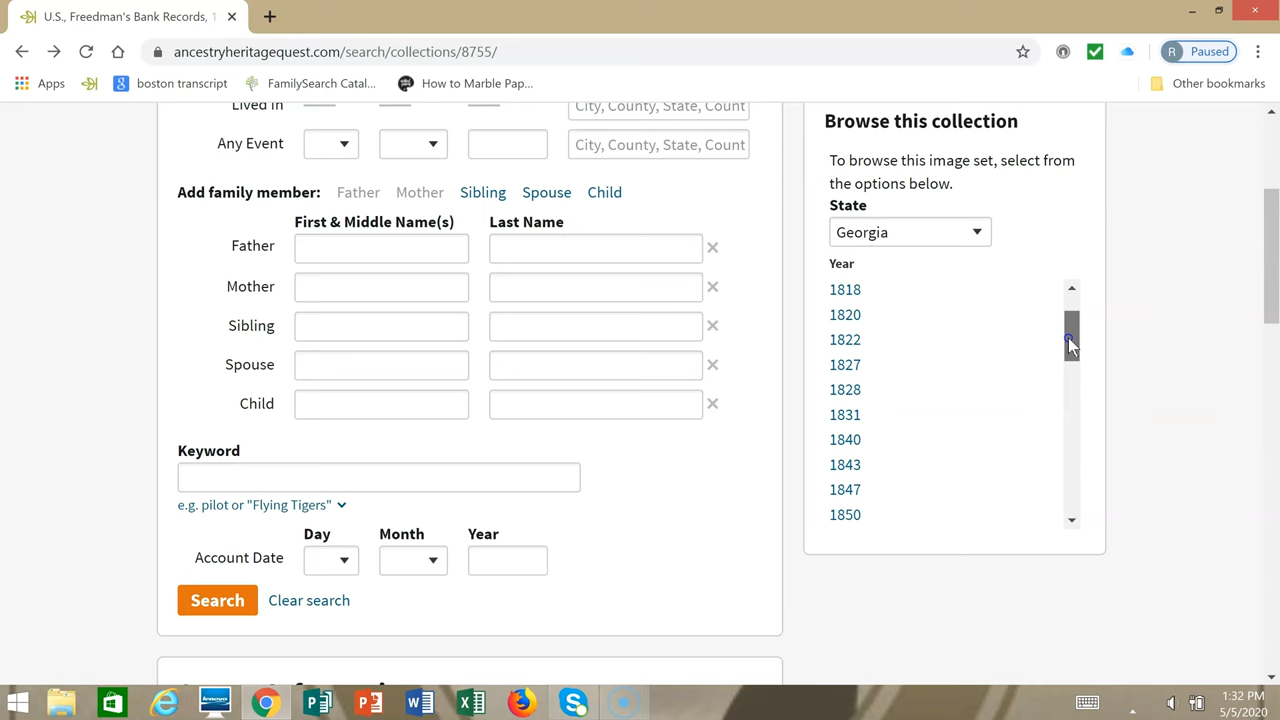 U.S., Freedman's Bank Records, 1
ancestryheritagequest.com/search/collections/8755/
R Paused
Apps boston transcript FamilySearch Catal... How to Marble Pap... Other bookmarks
Lived In City, County, State, Count
Any Event City, County, State, Count
Add family member: Father Mother Sibling Spouse Child
First & Middle Name(s) Last Name
Father
Mother
Sibling
Spouse
Child
Keyword
e.g. pilot or "Flying Tigers"
Day Month Year
Account Date
Search Clear search
Browse this collection
To browse this image set, select from
the options below.
State
Georgia
Year
1818
1820
1822
1827
1828
1831
1840
1843
1847
1850
lenovo
1:32 PM
5/5/2020